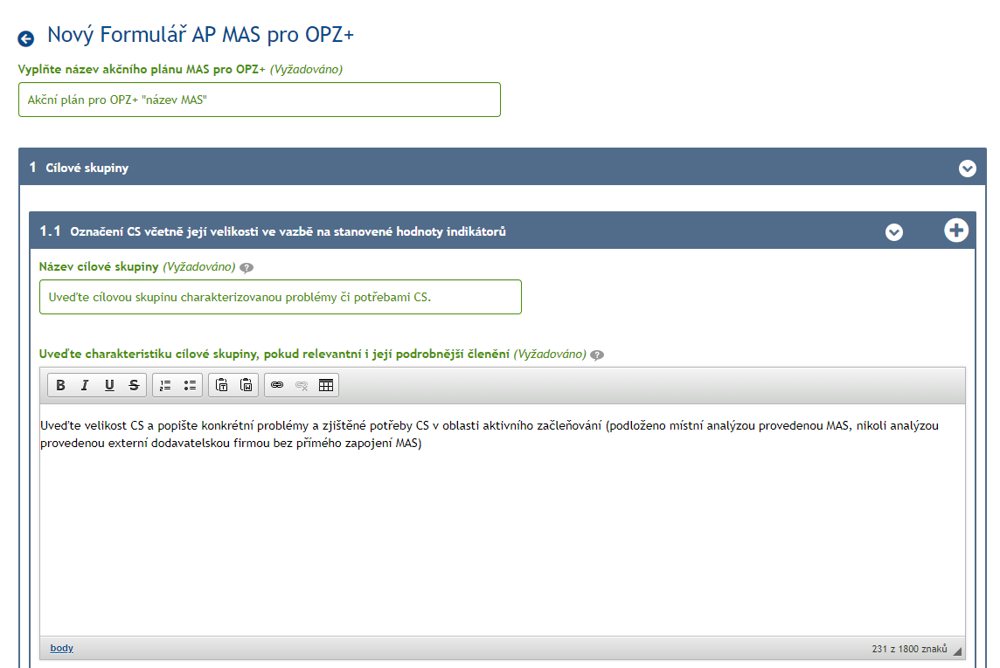 Nový Formulář AP MAS pro OPZ+
Vyplňte název akčního plánu MAS pro OPZ+ (Vyžadováno)
Akční plán pro OPZ+ "název MAS"
1 Cílové skupiny
1.1 Označení CS včetně její velikosti ve vazbě na stanovené hodnoty indikátorů
Název cílové skupiny (Vyžadováno) ?
Uveďte cílovou skupinu charakterizovanou problémy či potřebami CS.
Uveďte charakteristiku cílové skupiny, pokud relevantní i její podrobnější členění (Vyžadováno) ?
B I U S
Uveďte velikost CS a popište konkrétní problémy a zjištěné potřeby CS v oblasti aktivního začleňování (podloženo místní analýzou provedenou MAS, nikoli analýzou
provedenou externí dodavatelskou firmou bez přímého zapojení MAS)
body 231 z 1800 znaků